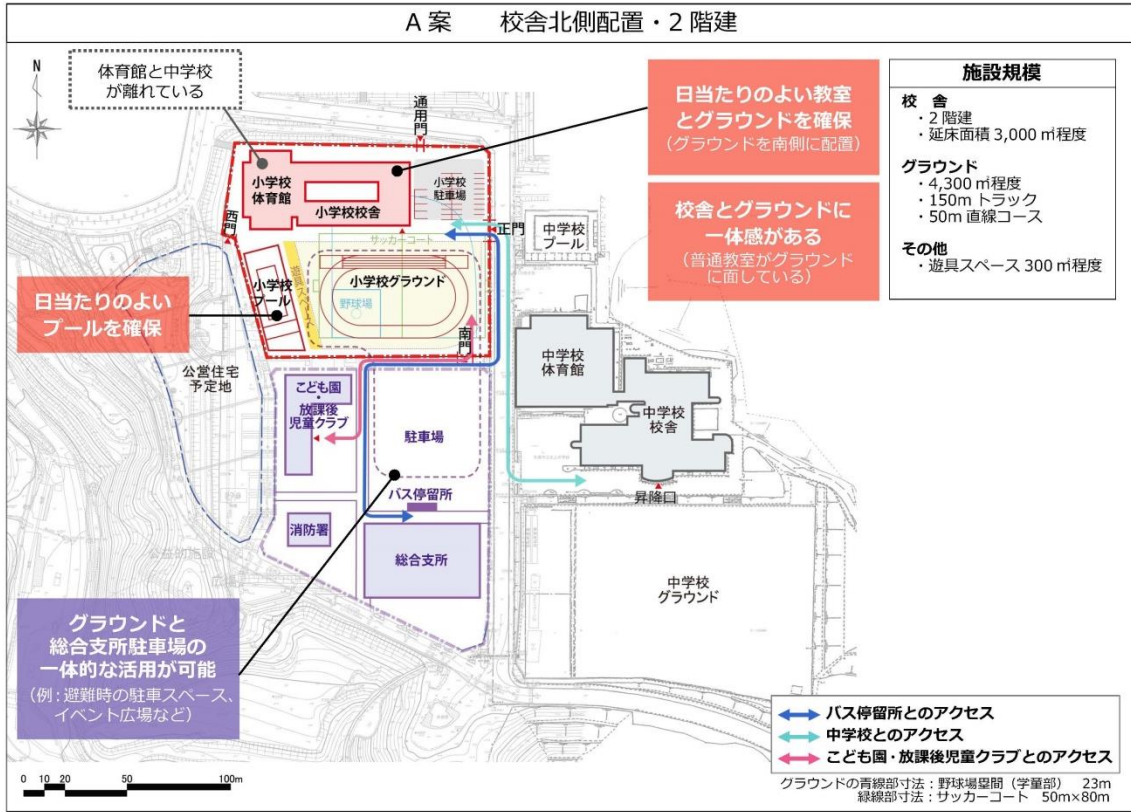 A案 校舎北側配置・2階建
N
体育館と中学校
が離れている
通用門
日当たりのよい教室
とグラウンドを確保
(グラウンドを南側に配置)
施設規模
校 舎
・2階建
・延床面積 3,000㎡程度
グラウンド
・4,300㎡程度
・150mトラック
・50m直線コース
その他
・遊具スペース 300㎡程度
小学校
体育館
小学校校舎
小学校
駐車場
西門
正門
校舎とグラウンドに
一体感がある
(普通教室がグラウンド
に面している)
中学校
プール
サッカーコート
遊具スペース
小学校グラウンド
野球場
小学校
プール
南門
日当たりのよい
プールを確保
公営住宅
予定地
中学校
体育館
中学校
校舎
昇降口
こども園
・
放課後
児童クラブ
駐車場
バス停留所
消防署
総合支所
公益的施設
広場
中学校
グラウンド
グラウンドと
総合支所駐車場の
一体的な活用が可能
(例:避難時の駐車スペース、
イベント広場など)
バス停留所とのアクセス
中学校とのアクセス
こども園・放課後児童クラブとのアクセス
グラウンドの青線部寸法:野球場塁間(学童部) 23m
緑線部寸法:サッカーコート 50m×80m
0 10 20 50 100m